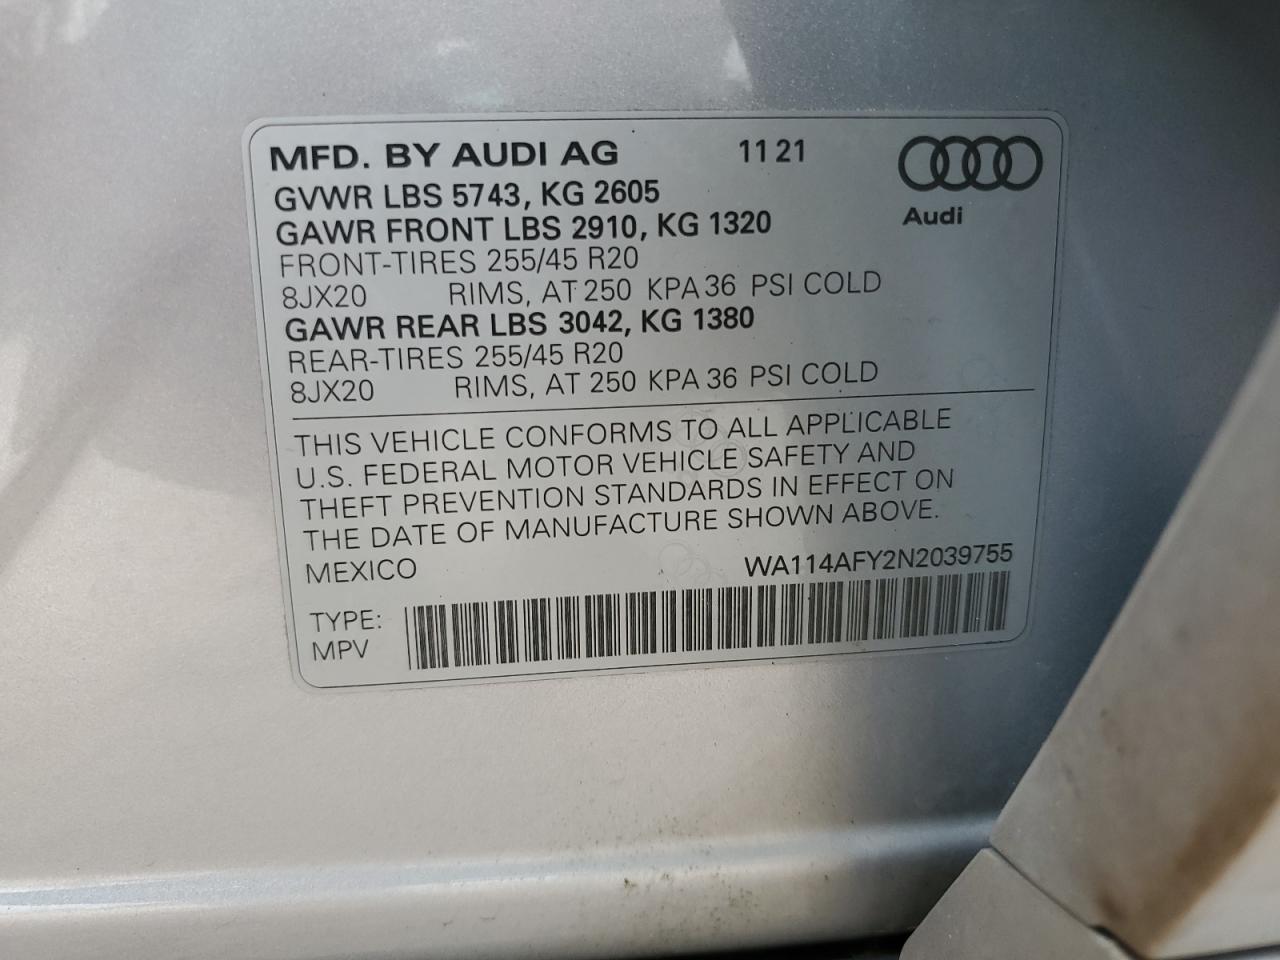 MFD. BY AUDI AG 11 21
Audi
GVWR LBS 5743, KG 2605
GAWR FRONT LBS 2910, KG 1320
FRONT-TIRES 255/45 R20
8JX20 RIMS, AT 250 KPA 36 PSI COLD
GAWR REAR LBS 3042, KG 1380
REAR-TIRES 255/45 R20
8JX20 RIMS, AT 250 KPA 36 PSI COLD
THIS VEHICLE CONFORMS TO ALL APPLICABLE
U.S. FEDERAL MOTOR VEHICLE SAFETY AND
THEFT PREVENTION STANDARDS IN EFFECT ON
THE DATE OF MANUFACTURE SHOWN ABOVE.
MEXICO WA114AFY2N2039755
TYPE:
MPV